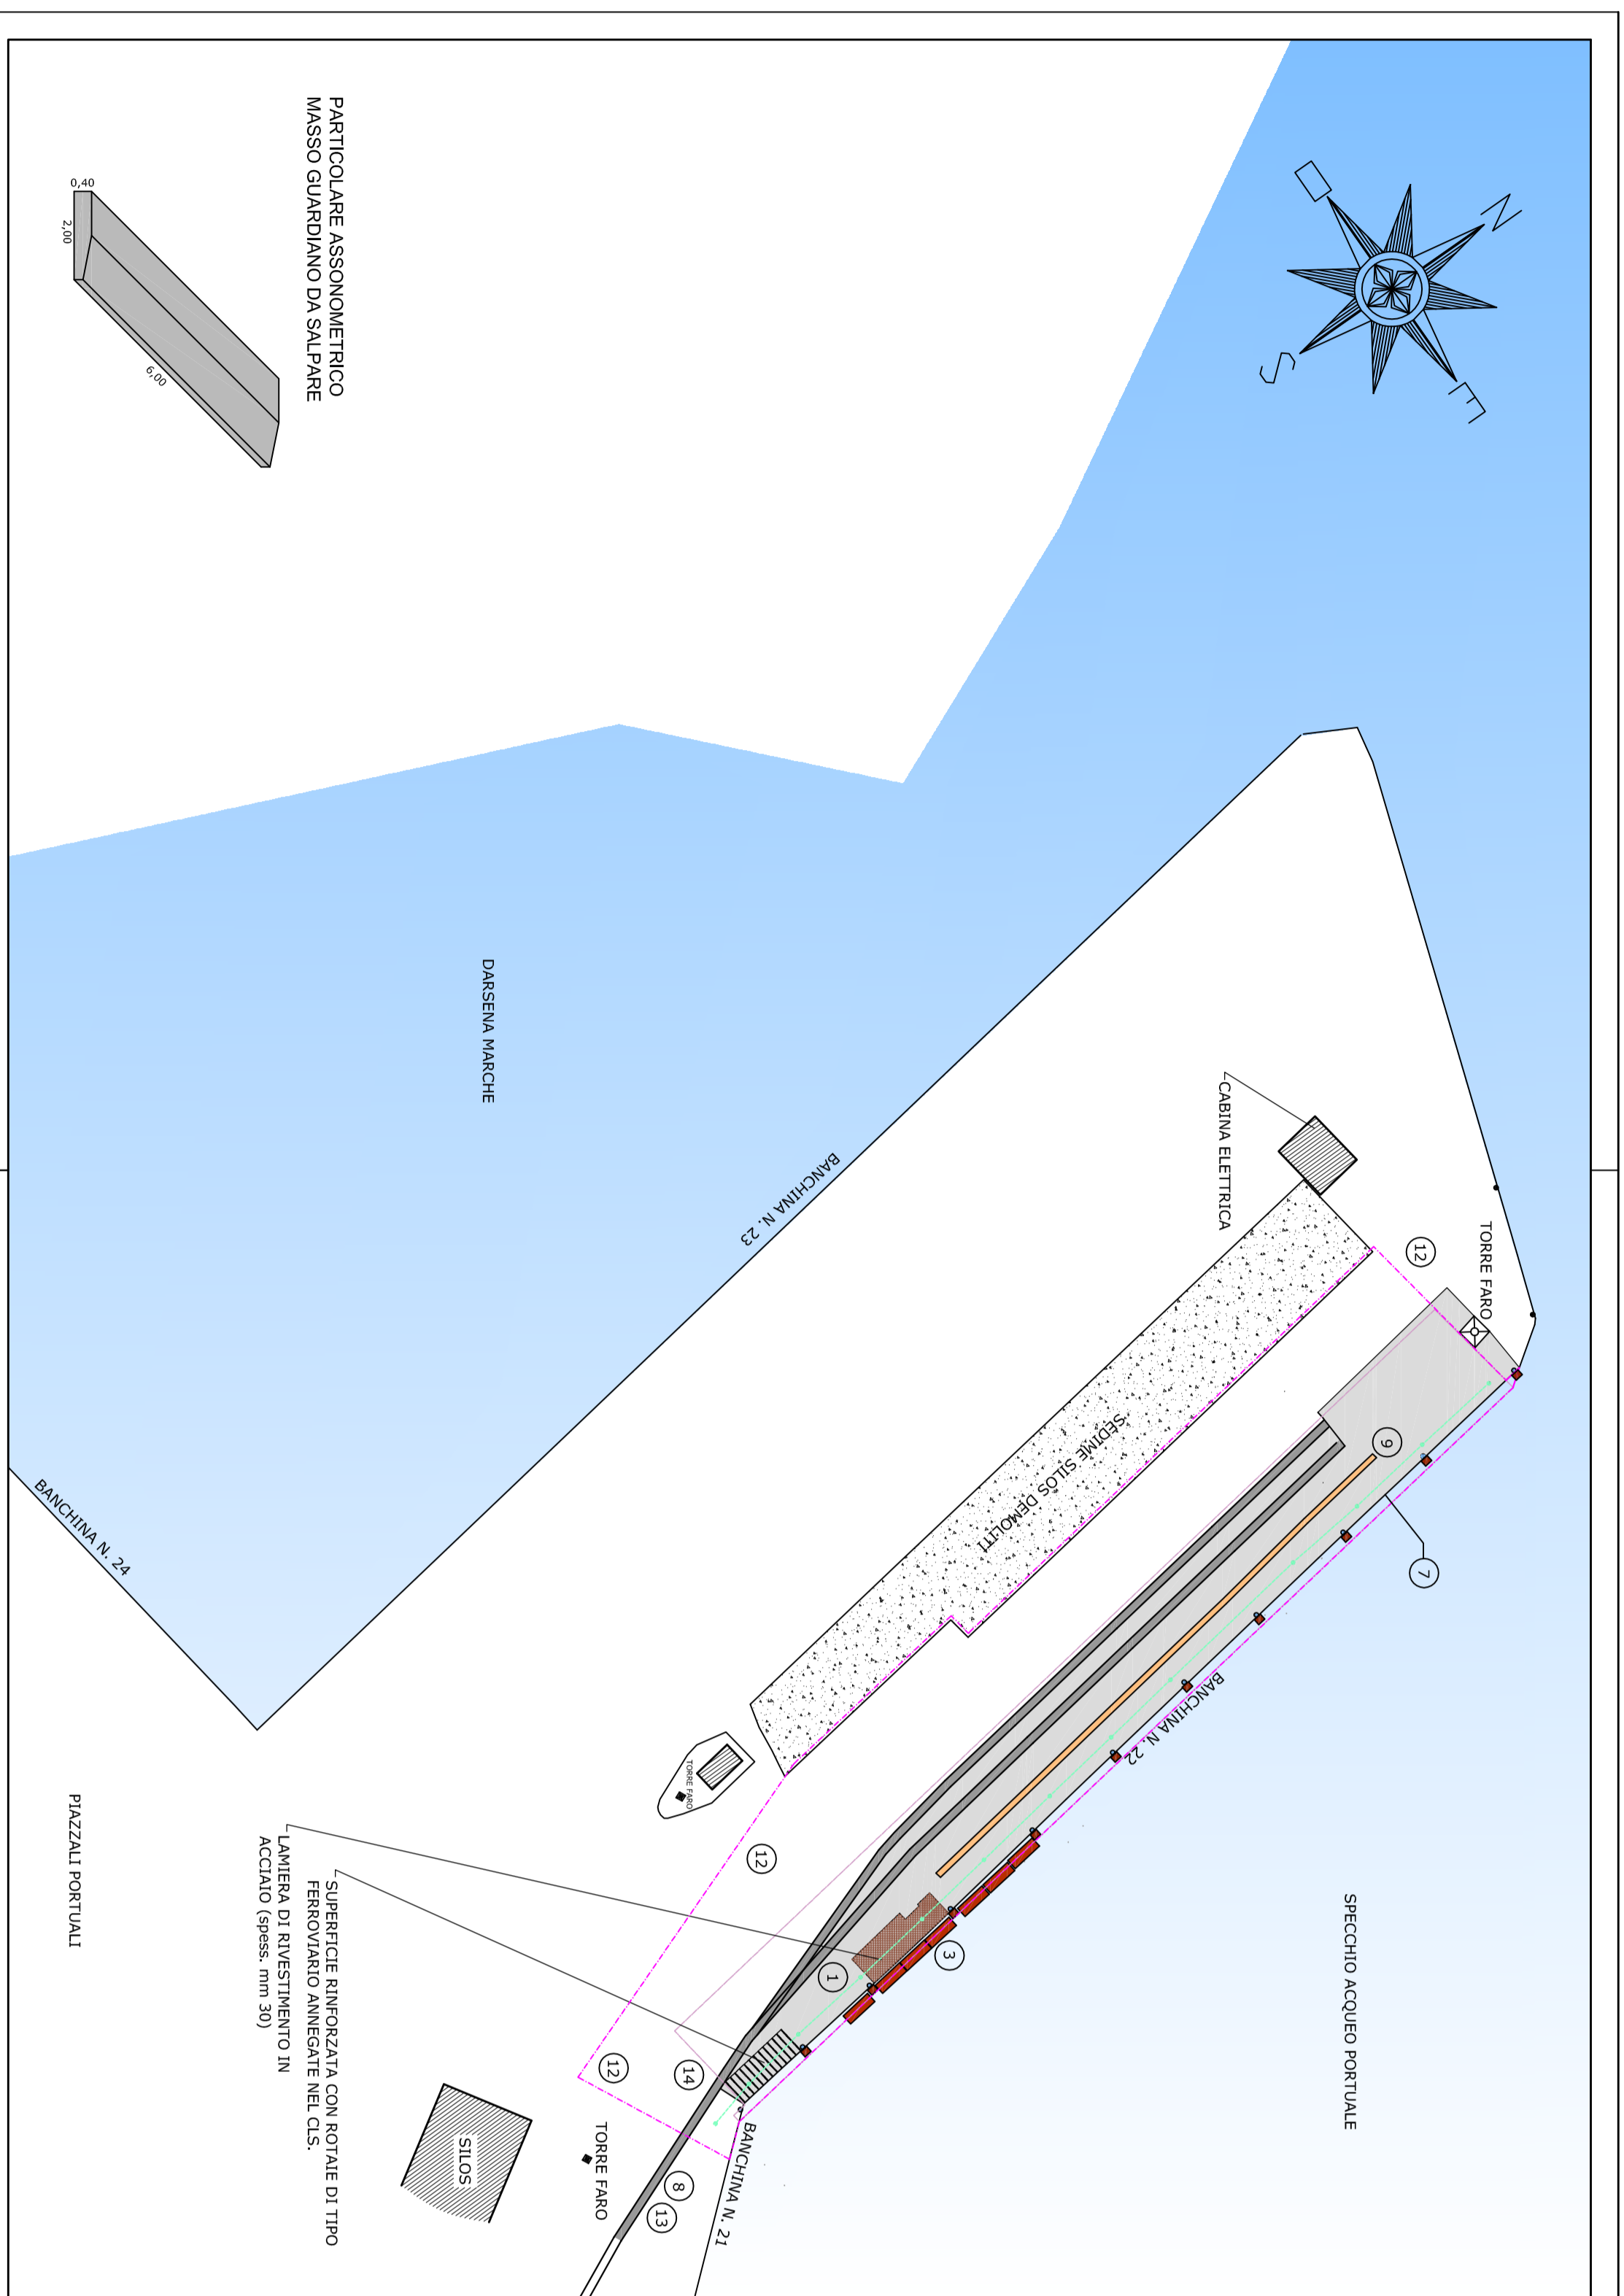 PARTICOLARE ASSONOMETRICO
MASSO GUARDIANO DA SALPARE
0,40
2,00
6,00
N
E
S
O
DARSENA MARCHE
CABINA ELETTRICA
TORRE FARO
12
BANCHINA N. 23
SEDIME SILOS DEMOLITI
9
7
BANCHINA N. 22
BANCHINA N. 24
TORRE FARO
12
3
1
SPECCHIO ACQUEO PORTUALE
PIAZZALI PORTUALI
LAMIERA DI RIVESTIMENTO IN
ACCIAIO (spess. mm 30)
SUPERFICIE RINFORZATA CON ROTAIE DI TIPO
FERROVIARIO ANNEGATE NEL CLS.
12
14
SILOS
TORRE FARO
8
13
BANCHINA N. 21